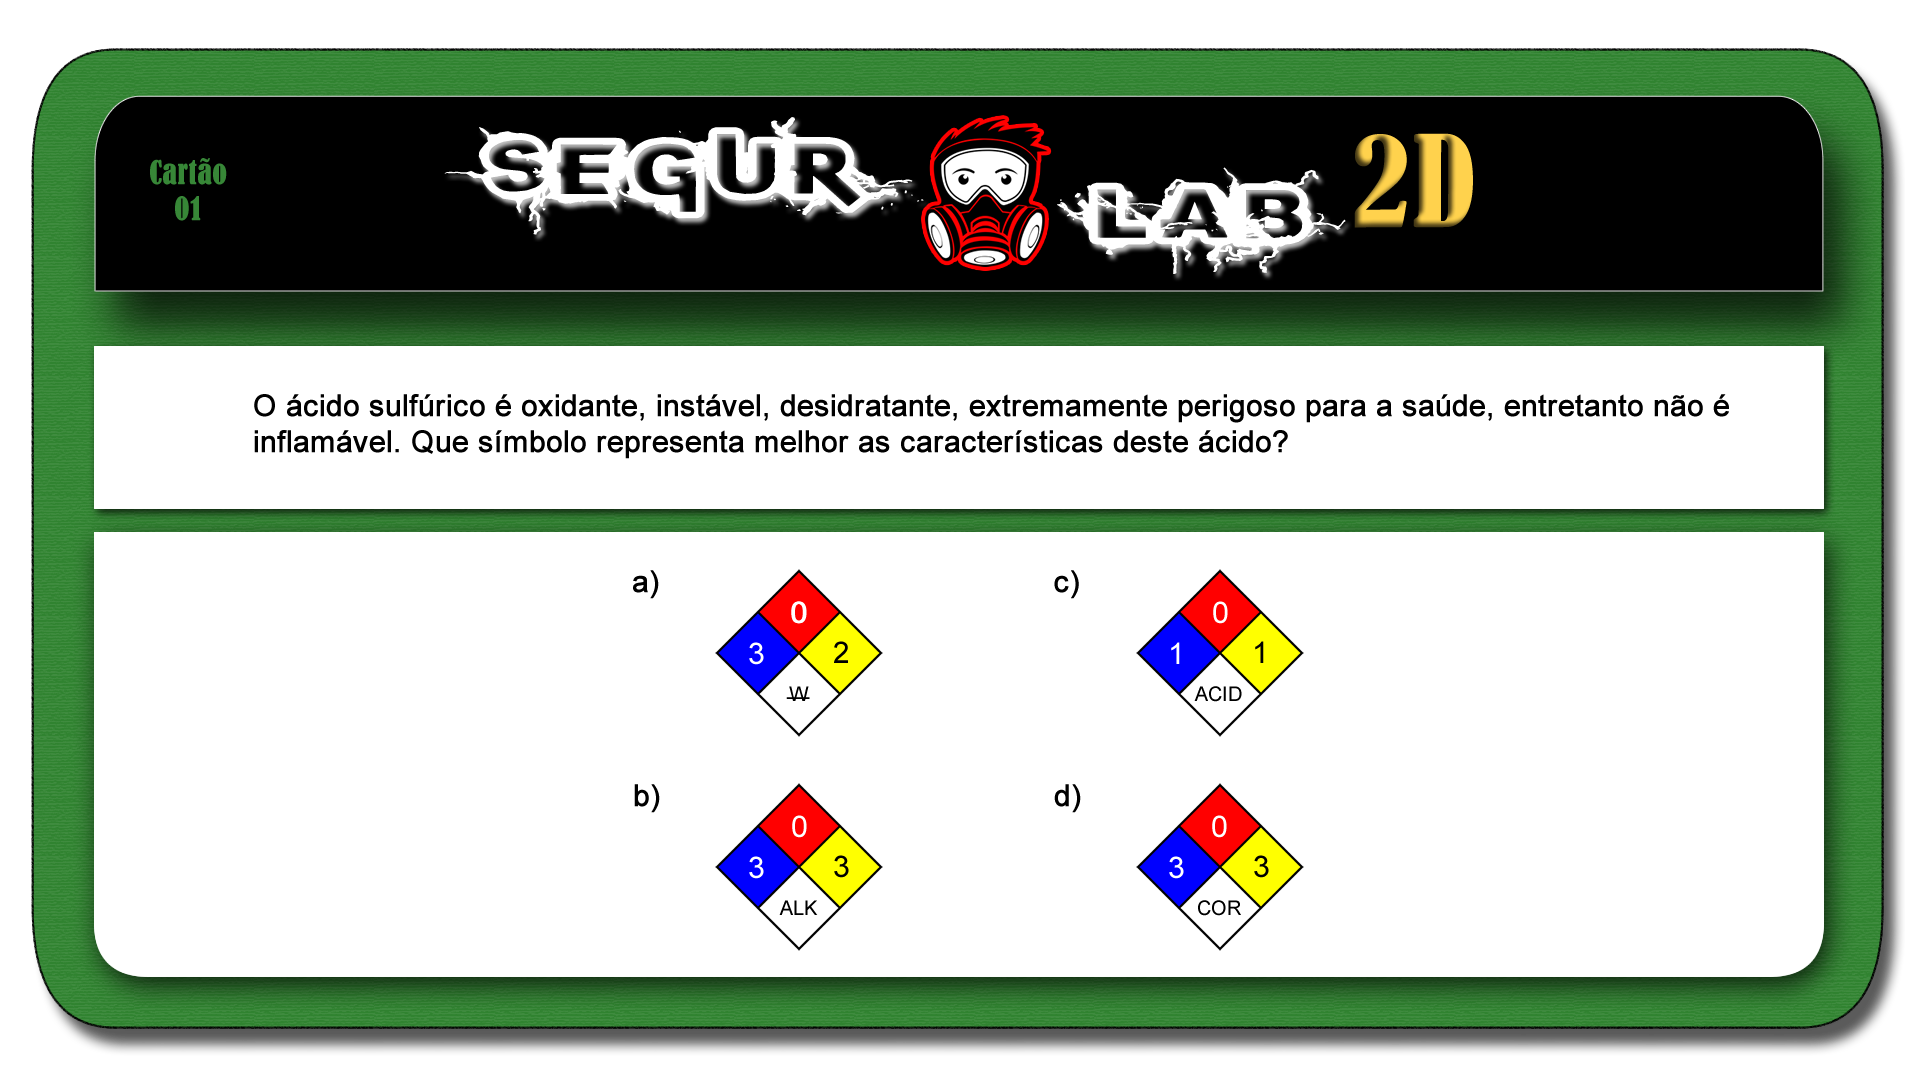 Cartão
01
SEGUR LAB 2D
O ácido sulfúrico é oxidante, instável, desidratante, extremamente perigoso para a saúde, entretanto não é
inflamável. Que símbolo representa melhor as características deste ácido?
a)
0
3 2
W
c)
0
1 1
ACID
b)
0
3 3
ALK
d)
0
3 3
COR